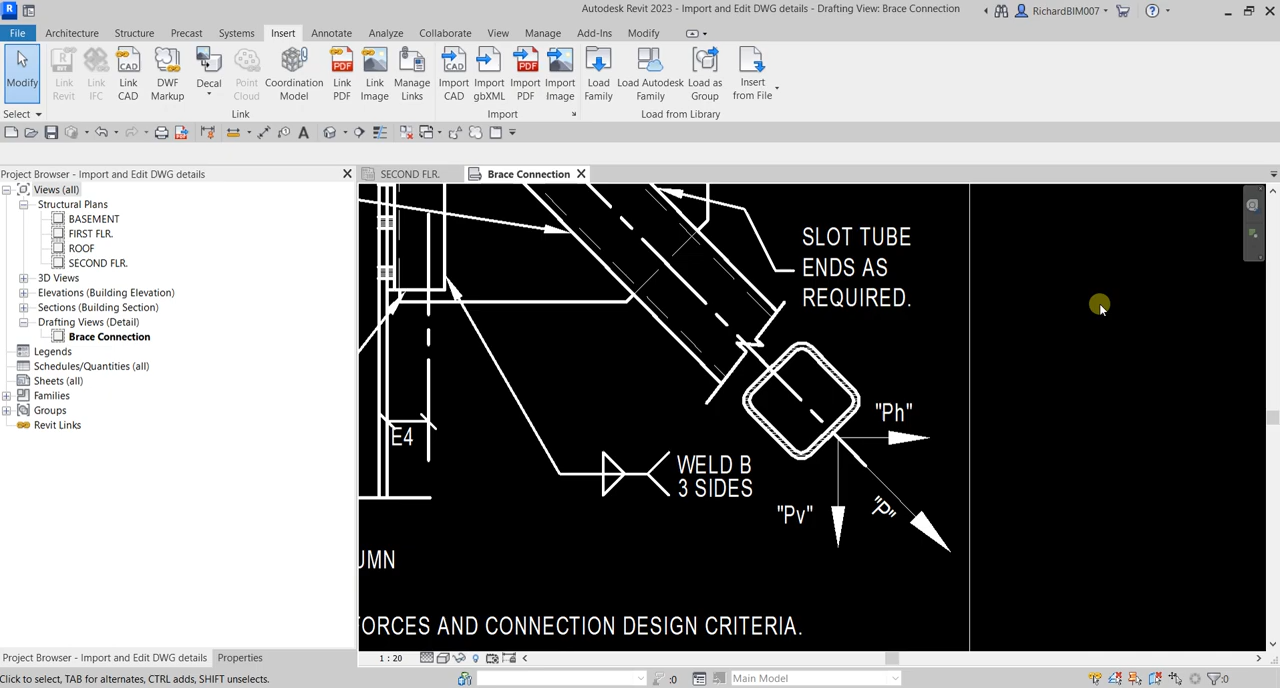 Autodesk Revit 2023 - Import and Edit DWG details - Drafting View: Brace Connection
RichardBIM007
File Architecture Structure Precast Systems Insert Annotate Analyze Collaborate View Manage Add-Ins Modify
Modify
Link Revit
Link IFC
Link CAD
DWF Markup
Decal
Point Cloud
Coordination Model
Link PDF
Link Image
Manage Links
Import CAD
Import gbXML
Import PDF
Import Image
Load Family
Load Autodesk Family
Load as Group
Insert from File
Select Link Import Load from Library
Project Browser - Import and Edit DWG details
SECOND FLR.
Brace Connection
Views (all)
Structural Plans
BASEMENT
FIRST FLR.
ROOF
SECOND FLR.
3D Views
Elevations (Building Elevation)
Sections (Building Section)
Drafting Views (Detail)
Brace Connection
Legends
Schedules/Quantities (all)
Sheets (all)
Families
Groups
Revit Links
SLOT TUBE
ENDS AS
REQUIRED.
"Ph"
E4
WELD B
3 SIDES
"Pv"
"P"
UMN
FORCES AND CONNECTION DESIGN CRITERIA.
Project Browser - Import and Edit DWG details Properties
1 : 20
Click to select, TAB for alternates, CTRL adds, SHIFT unselects.
:0
Main Model
:0